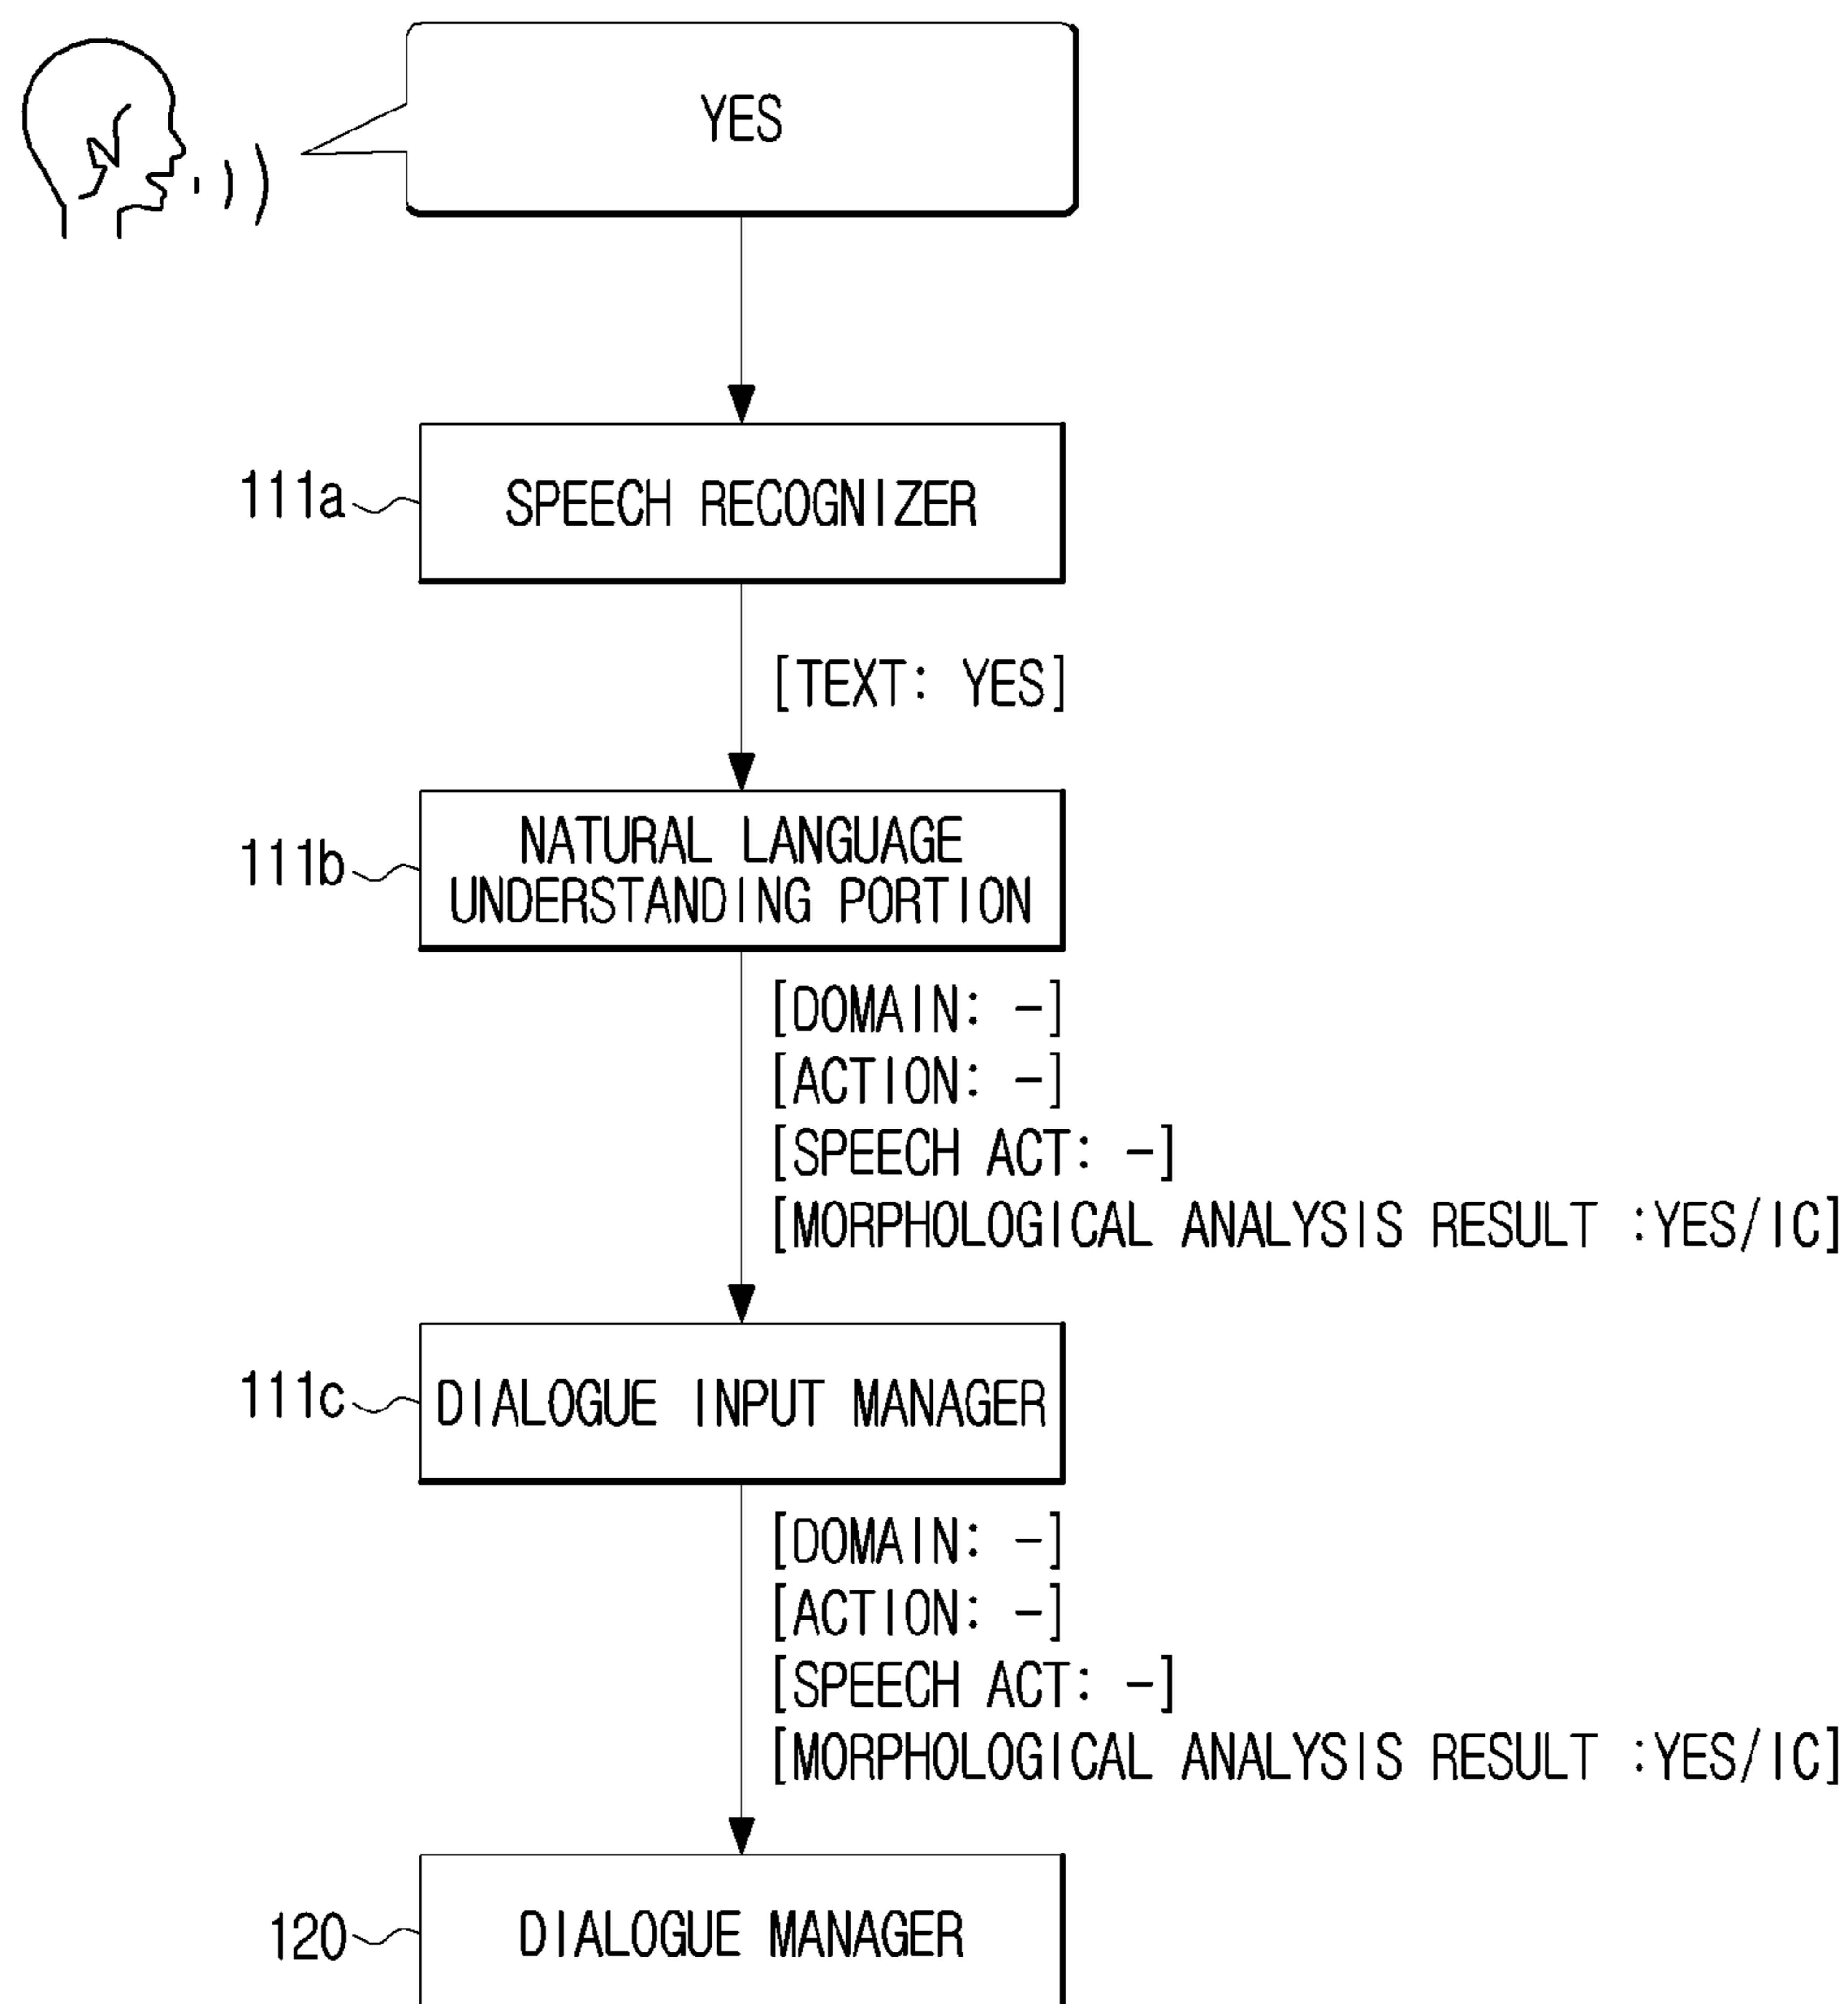 YES
111a
SPEECH RECOGNIZER
[TEXT: YES]
111b
NATURAL LANGUAGE
UNDERSTANDING PORTION
[DOMAIN: -]
[ACTION: -]
[SPEECH ACT: -]
[MORPHOLOGICAL ANALYSIS RESULT :YES/IC]
111c
DIALOGUE INPUT MANAGER
[DOMAIN: -]
[ACTION: -]
[SPEECH ACT: -]
[MORPHOLOGICAL ANALYSIS RESULT :YES/IC]
120
DIALOGUE MANAGER